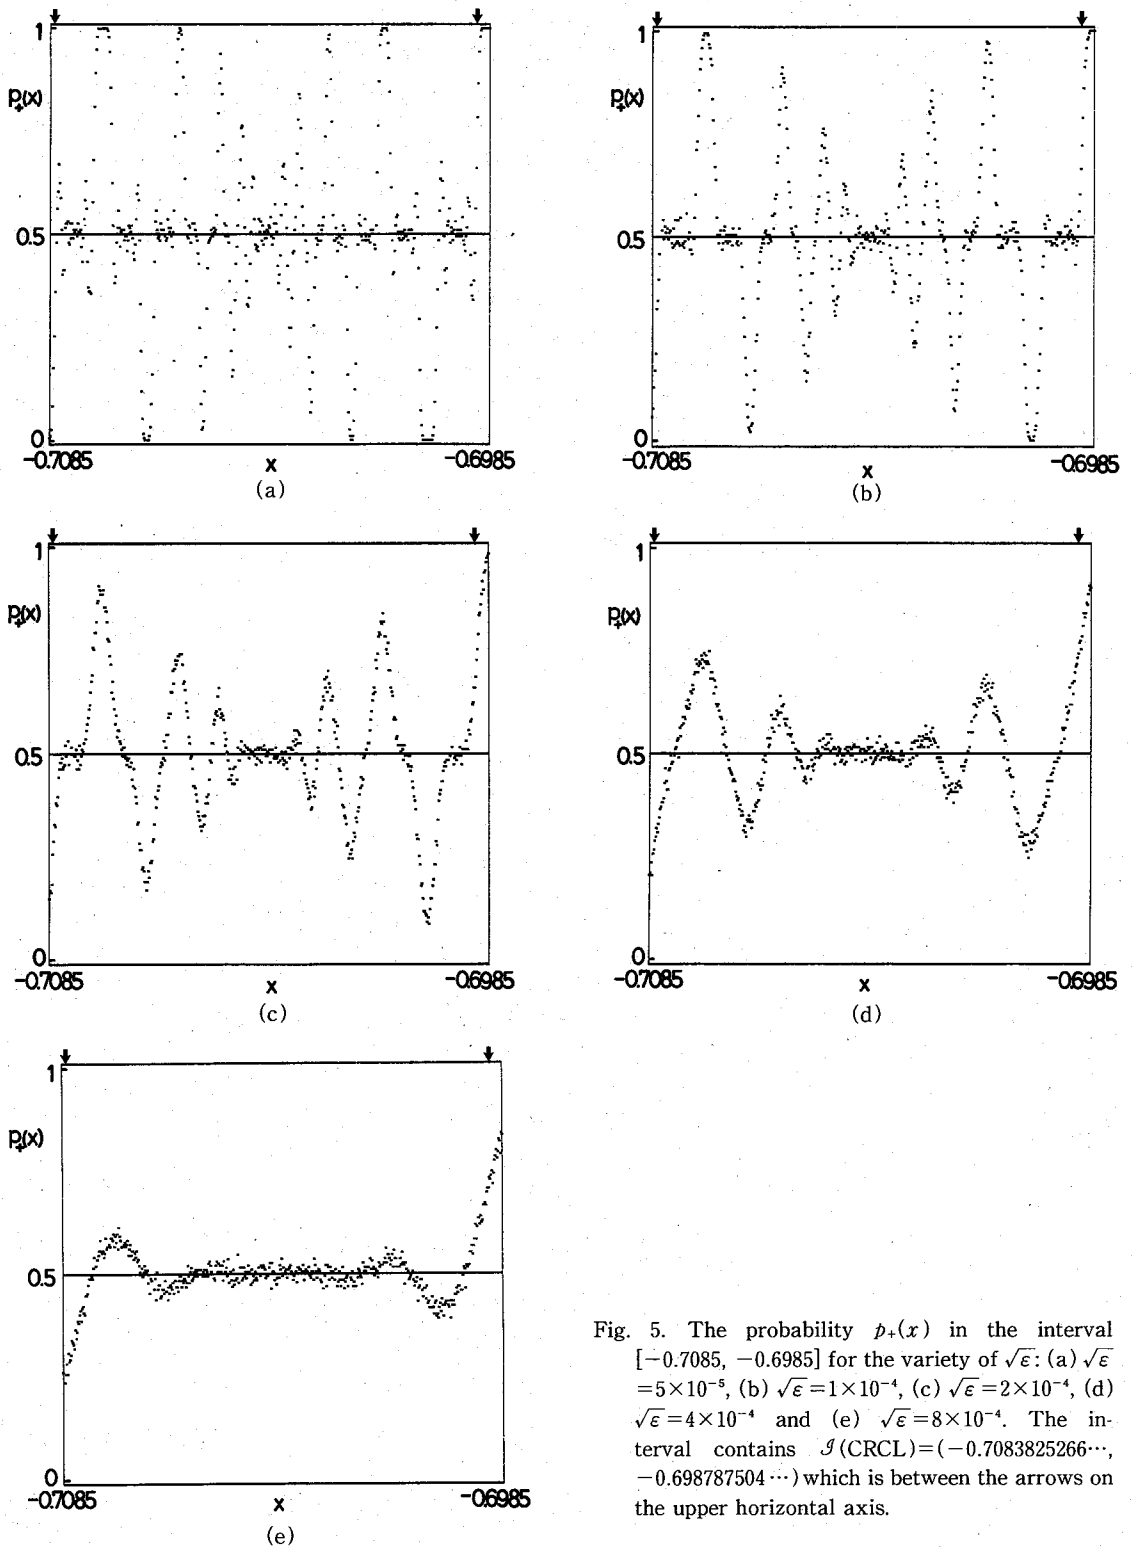 1
p₊(x)
0.5
0
-0.7085
x
-0.6985
(a)
1
p₊(x)
0.5
0
-0.7085
x
-0.6985
(b)
1
p₊(x)
0.5
0
-0.7085
x
-0.6985
(c)
1
p₊(x)
0.5
0
-0.7085
x
-0.6985
(d)
1
p₊(x)
0.5
0
-0.7085
x
-0.6985
(e)
Fig. 5. The probability p₊(x) in the interval
[−0.7085, −0.6985] for the variety of √ε: (a) √ε
=5×10⁻⁵, (b) √ε=1×10⁻⁴, (c) √ε=2×10⁻⁴, (d)
√ε=4×10⁻⁴ and (e) √ε=8×10⁻⁴. The in-
terval contains 𝒥(CRCL)=(−0.7083825266⋯,
−0.698787504⋯) which is between the arrows on
the upper horizontal axis.